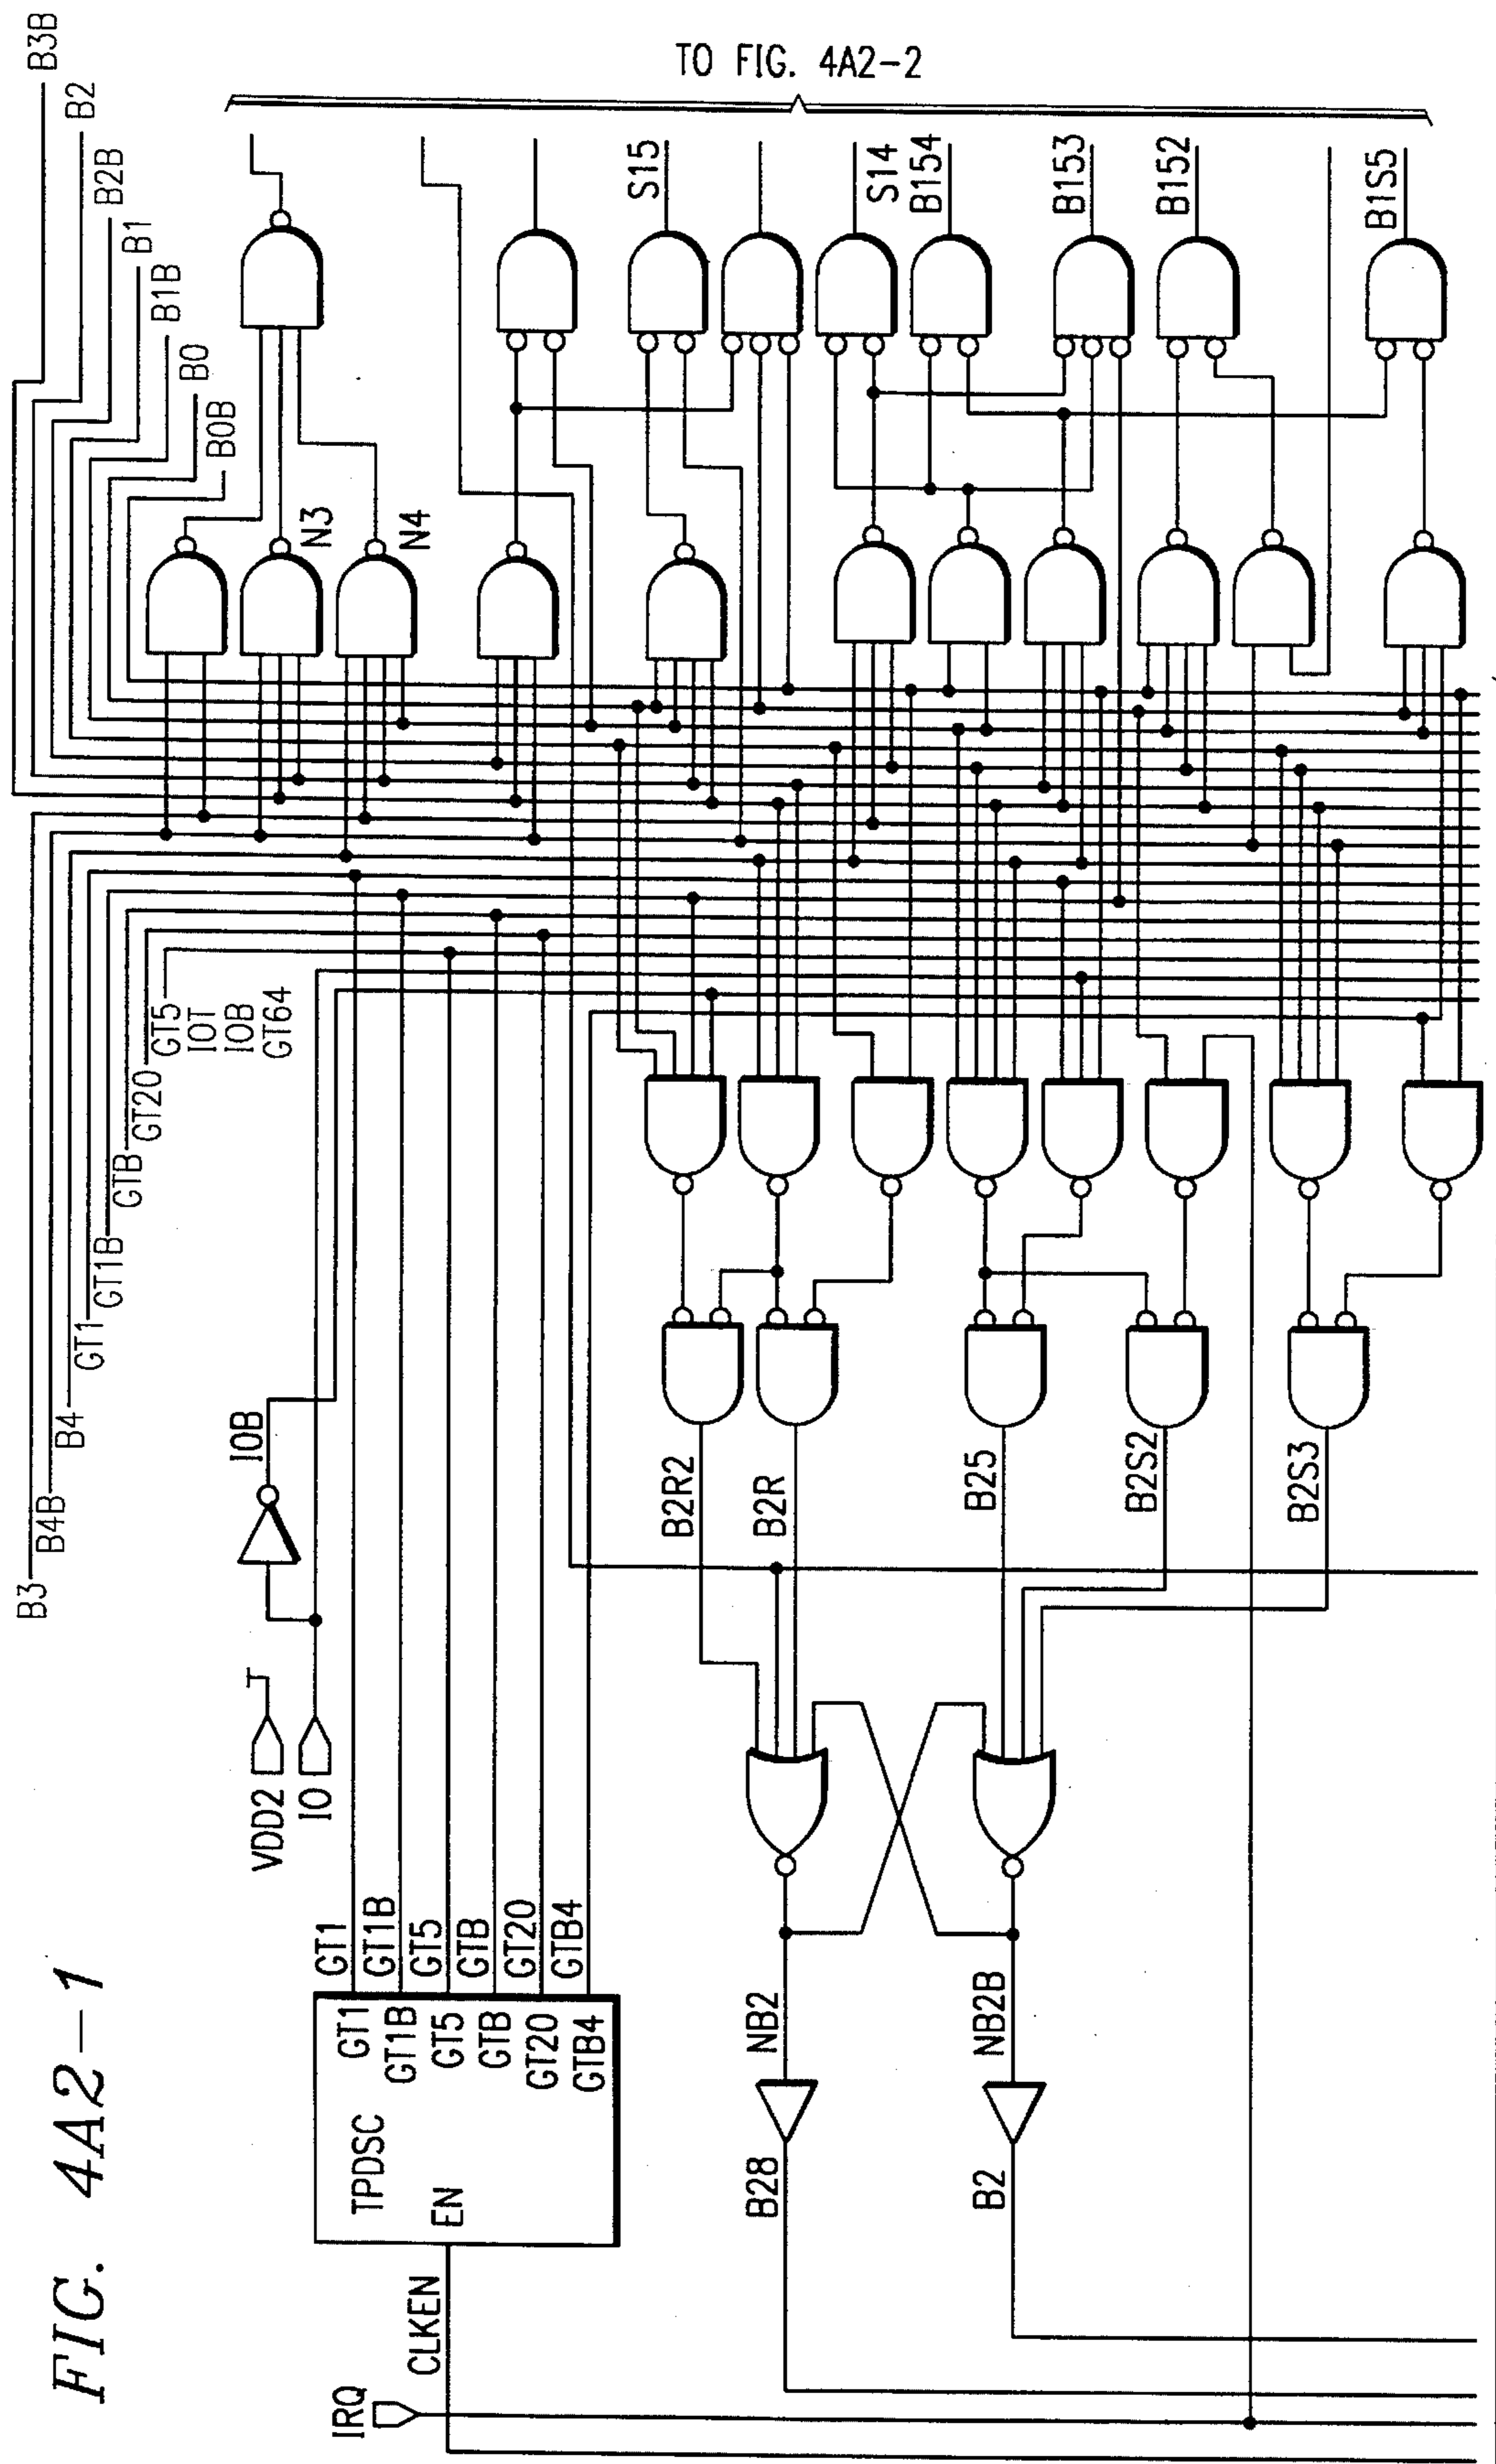 FIG. 4A2-1
TO FIG. 4A2-2
B3B
B2
B2B
B1
B1B
B0
B0B
N3
N4
S15
S14
B154
B153
B152
B1S5
B3
B4B
B4
GT1
GT1B
GTB
GT20
GT5
IOT
IOB
GT64
IOB
VDD2
IO
GT1
GT1B
GT5
GTB
GT20
GTB4
TPDSC
EN
GT1
GT1B
GT5
GTB
GT20
GTB4
CLKEN
IRQ
B2R2
B2R
B25
B2S2
B2S3
NB2
NB2B
B28
B2